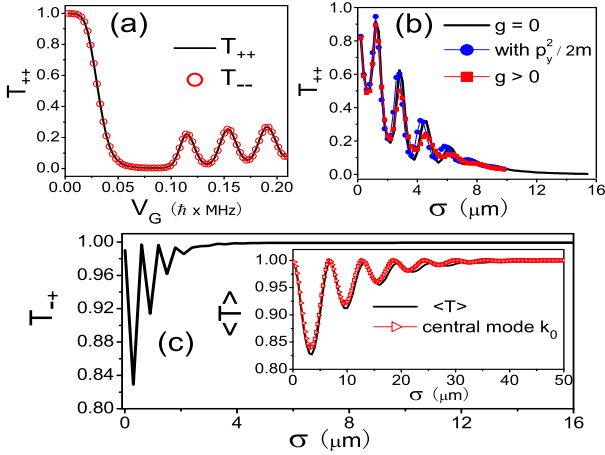 (a)
T₊₊
T₋₋
T₊₊
1.0
0.8
0.6
0.4
0.2
0.0
0.00 0.05 0.10 0.15 0.20
V_G (ℏ x MHz)
(b)
g = 0
with p_y²/2m
g > 0
T₊₊
1.0
0.8
0.6
0.4
0.2
0.0
0 4 8 12 16
σ (μm)
(c)
T₋₊
1.00
0.96
0.92
0.88
0.84
0.80
0 4 8 12 16
σ (μm)
<T>
1.00
0.95
0.90
0.85
0.80
<T>
central mode k₀
0 10 20 30 40 50
σ (μm)